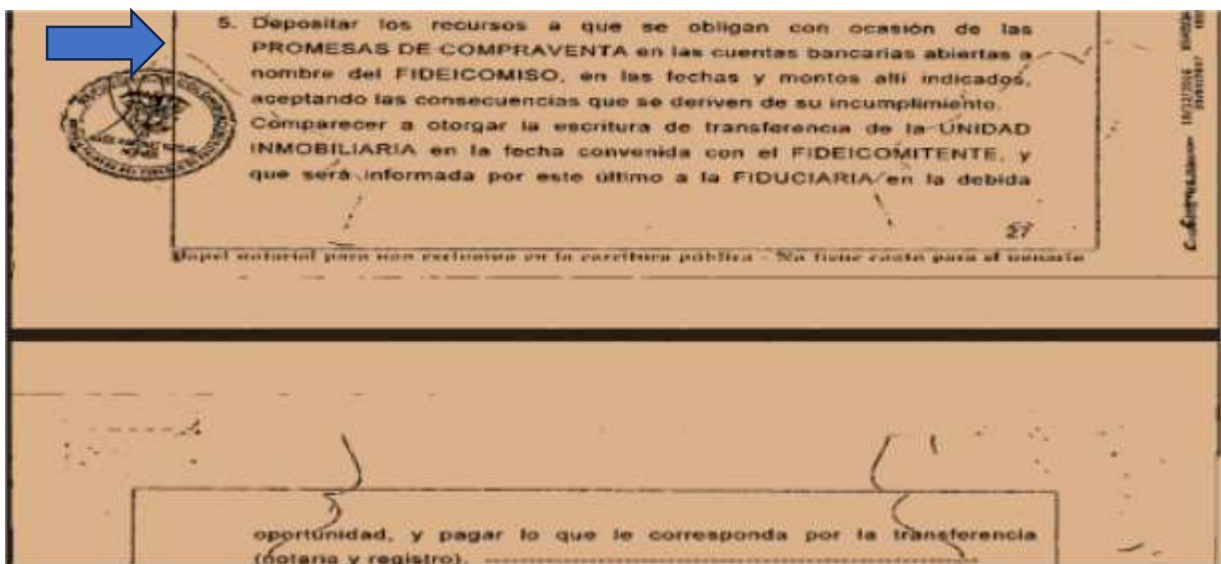 5. Depositar los recursos a que se obligan con ocasión de las
PROMESAS DE COMPRAVENTA en las cuentas bancarias abiertas a
nombre del FIDEICOMISO, en las fechas y montos allí indicados,
aceptando las consecuencias que se deriven de su incumplimiento.
Comparecer a otorgar la escritura de transferencia de la UNIDAD
INMOBILIARIA en la fecha convenida con el FIDEICOMITENTE, y
que será informada por este último a la FIDUCIARIA en la debida
27
Papel notarial para uso exclusivo en la escritura pública - No tiene costo para el usuario
oportunidad, y pagar lo que le corresponda por la transferencia
(notaria y registro).